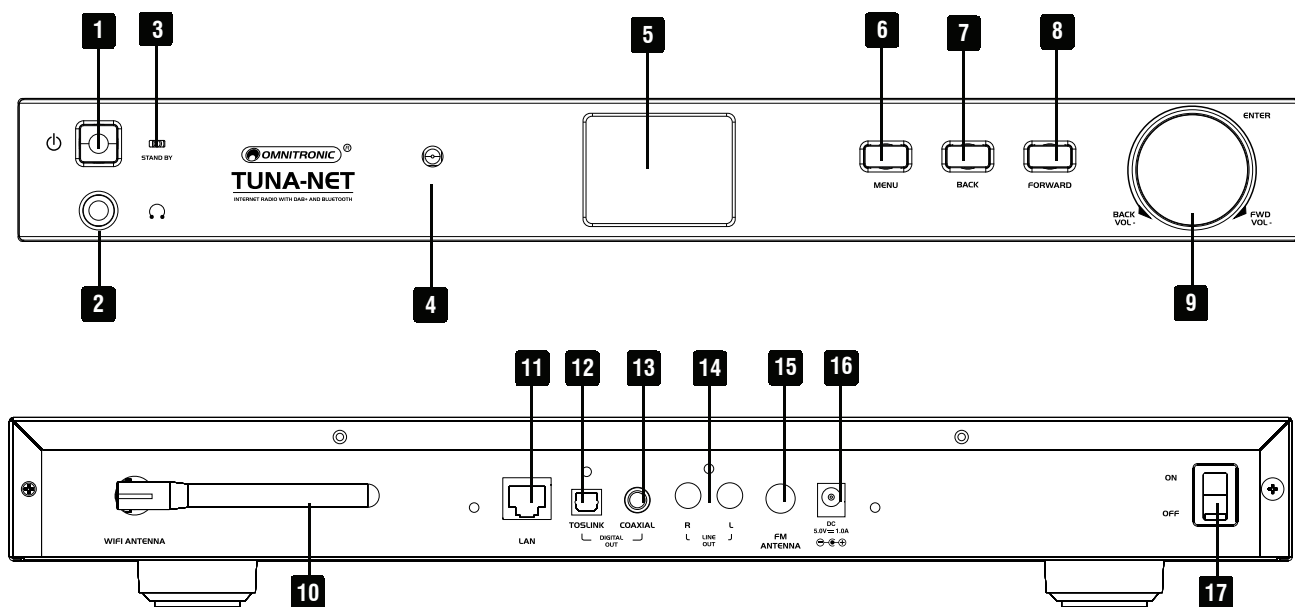 1
3
5
6
7
8
STAND BY
OMNITRONIC ®
TUNA-NET
INTERNET RADIO WITH DAB+ AND BLUETOOTH
MENU
BACK
FORWARD
ENTER
BACK
VOL-
FWD
VOL-
2
4
9
11
12
13
14
15
16
WIFI ANTENNA
LAN
TOSLINK
COAXIAL
DIGITAL
OUT
R
L
LINE
OUT
FM
ANTENNA
DC
5.0V⎓1.0A
ON
OFF
10
17